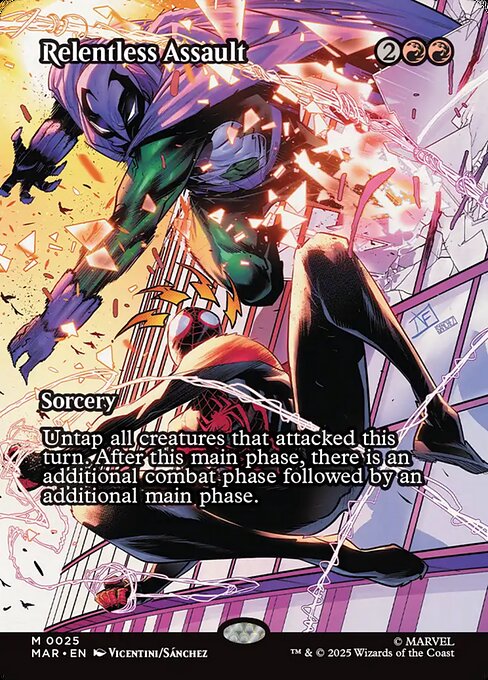 Relentless Assault 2
Sorcery
Untap all creatures that attacked this
turn. After this main phase, there is an
additional combat phase followed by an
additional main phase.
M 0025
MAR • EN VICENTINI/SÁNCHEZ
© MARVEL
™ & © 2025 Wizards of the Coast